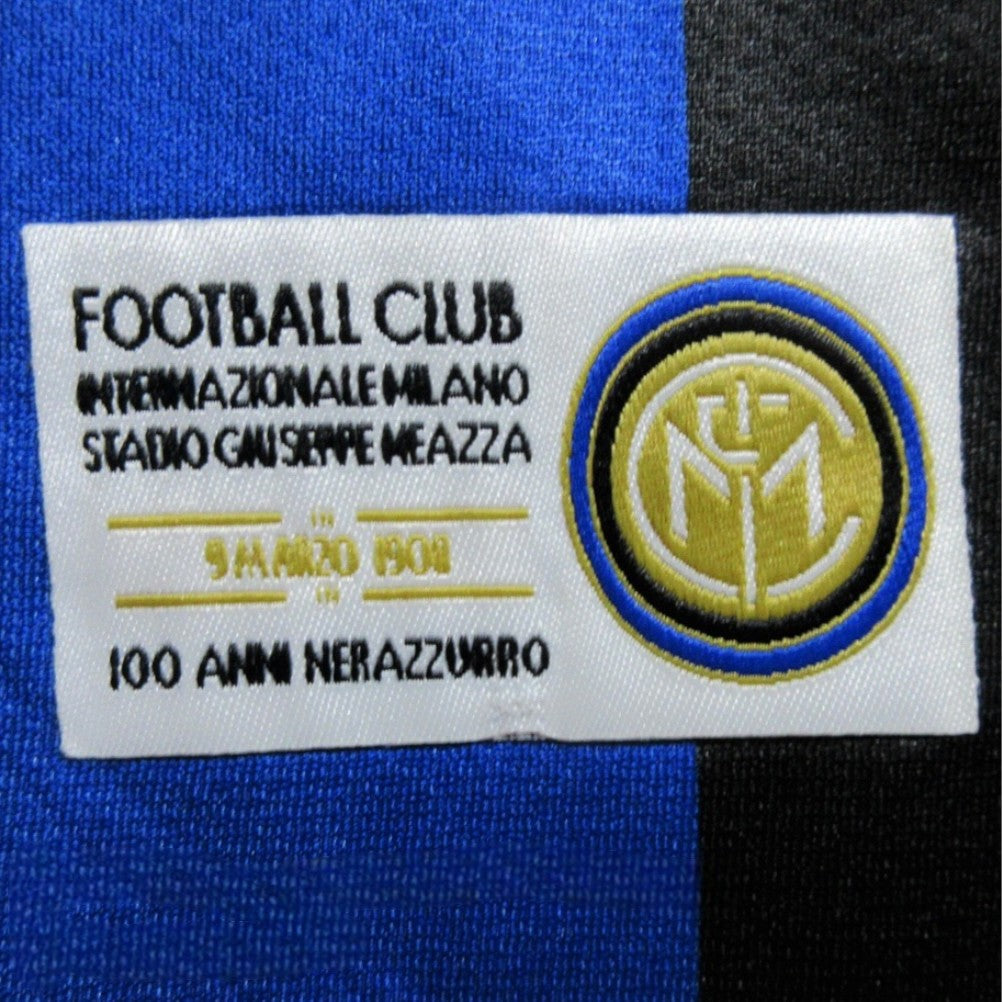 FOOTBALL CLUB
INTERNAZIONALE MILANO
STADIO GIUSEPPE MEAZZA
9 MARZO 1908
100 ANNI NERAZZURRO